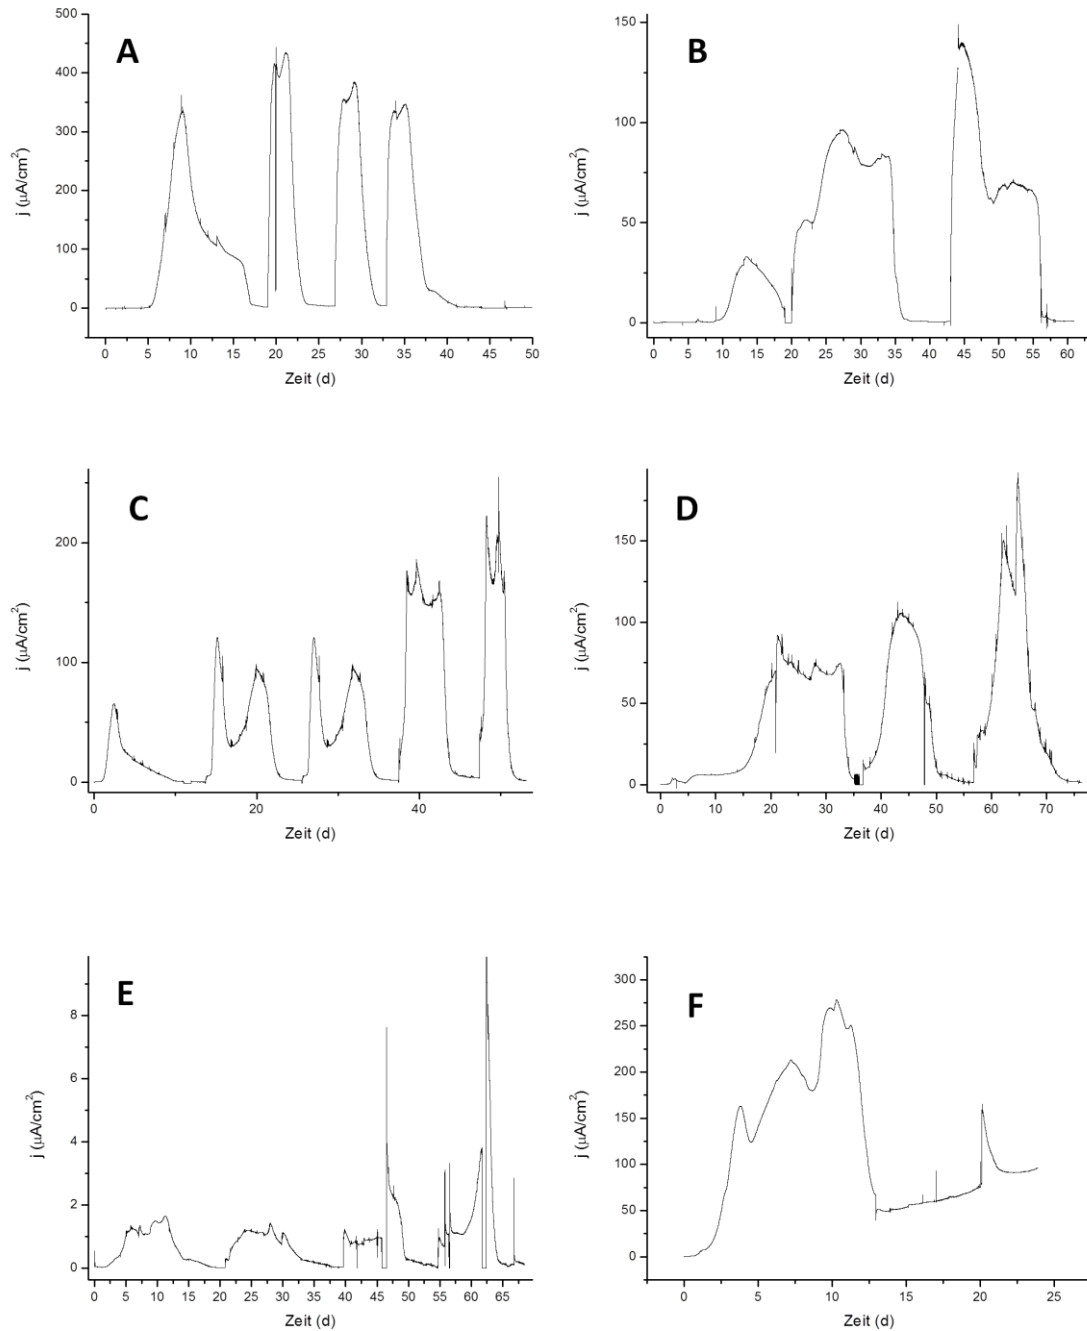 A
j (µA/cm²)
500
400
300
200
100
0
0 5 10 15 20 25 30 35 40 45 50
Zeit (d)
B
j (µA/cm²)
150
100
50
0
0 5 10 15 20 25 30 35 40 45 50 55 60
Zeit (d)
C
j (µA/cm²)
200
100
0
0 20 40
Zeit (d)
D
j (µA/cm²)
150
100
50
0
0 10 20 30 40 50 60 70
Zeit (d)
E
j (µA/cm²)
8
6
4
2
0
0 5 10 15 20 25 30 35 40 45 50 55 60 65
Zeit (d)
F
j (µA/cm²)
300
250
200
150
100
50
0
0 5 10 15 20 25
Zeit (d)